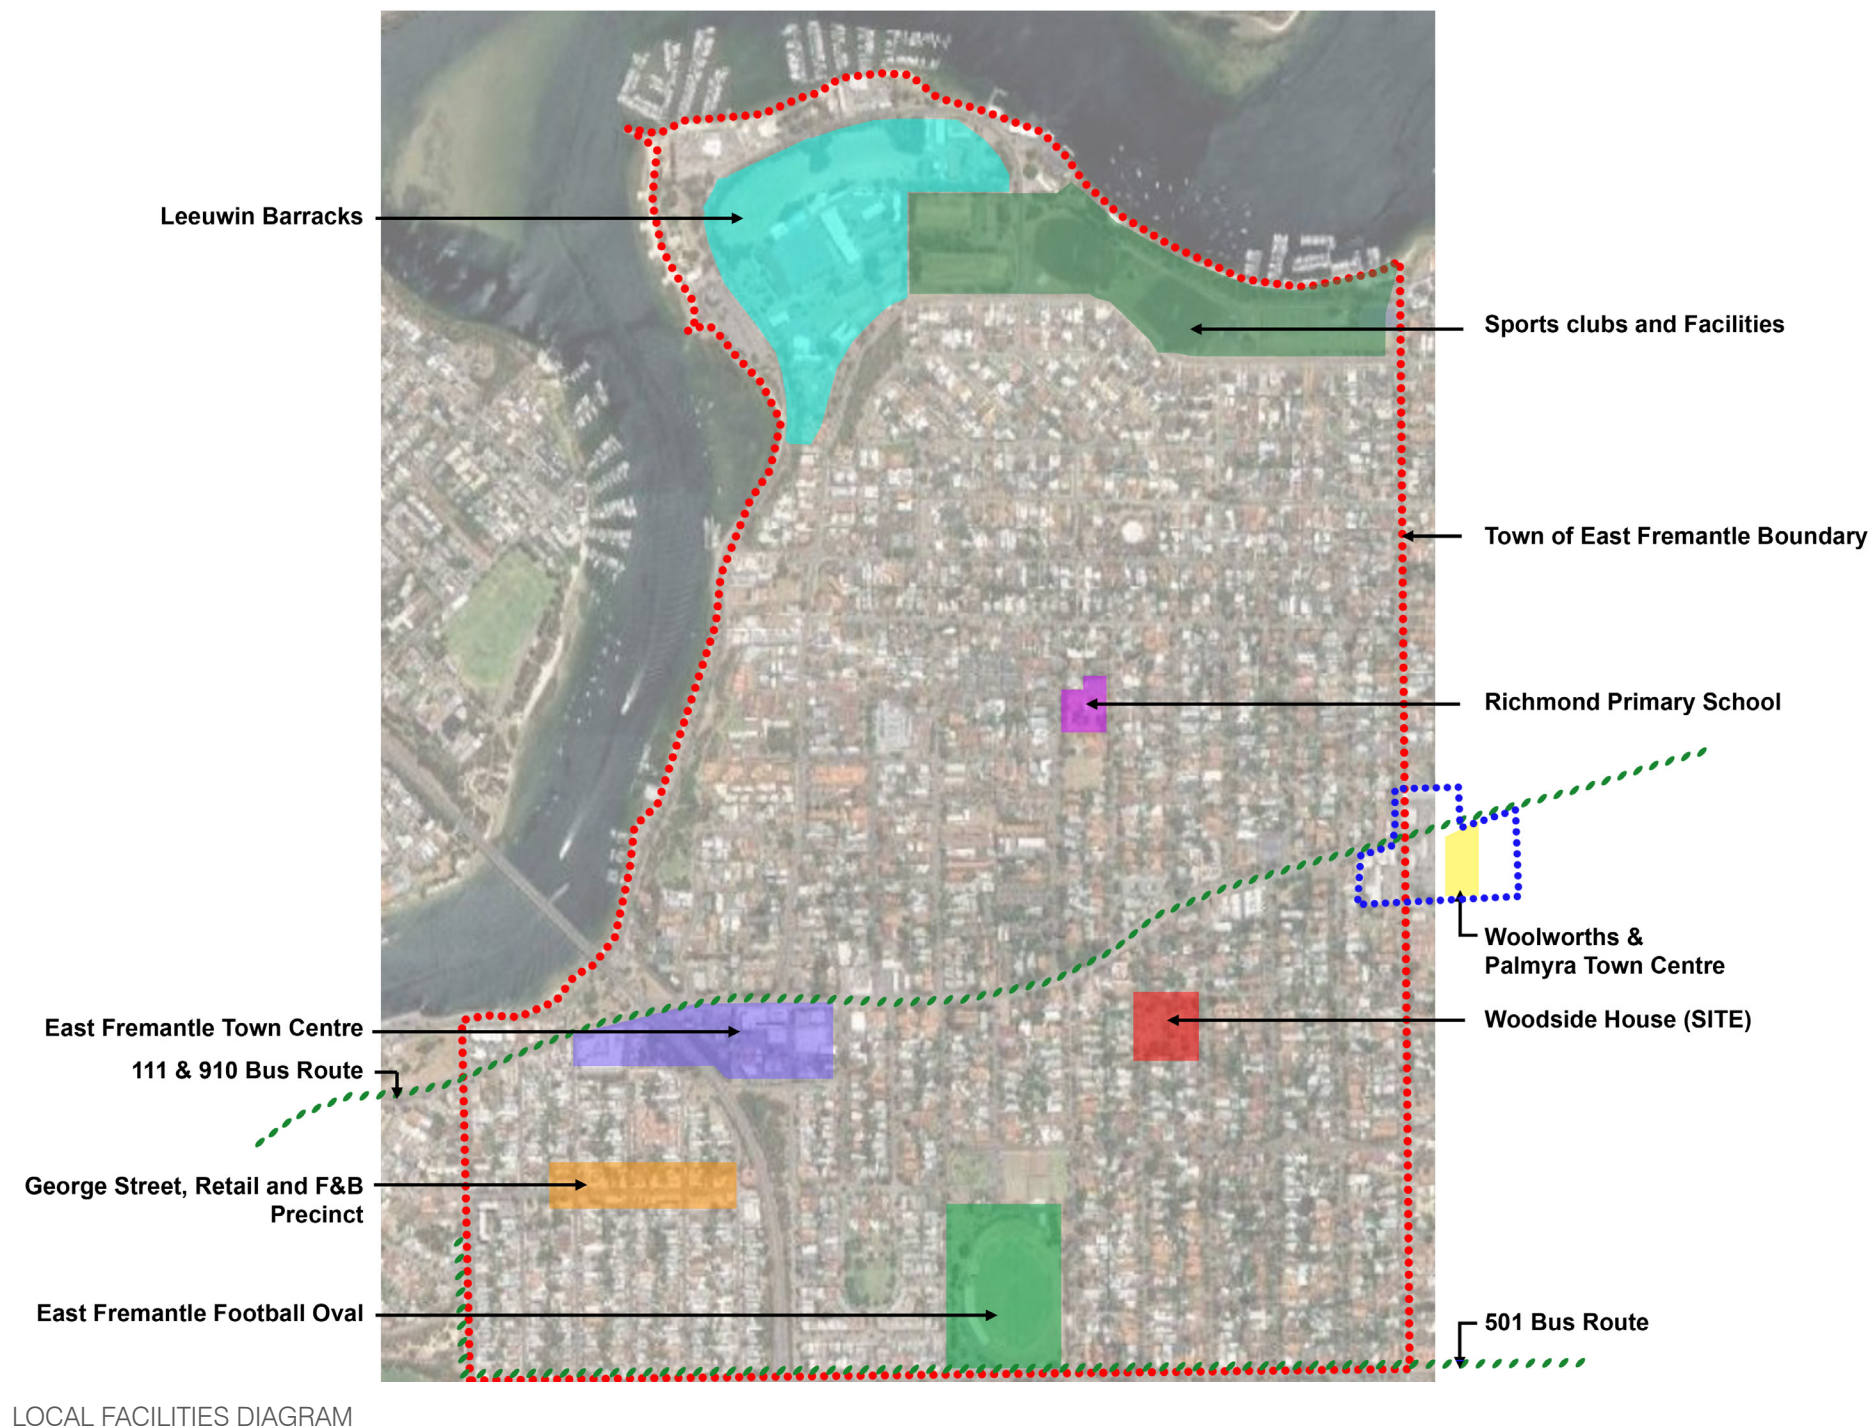 Leeuwin Barracks
Sports clubs and Facilities
Town of East Fremantle Boundary
Richmond Primary School
Woolworths &
Palmyra Town Centre
Woodside House (SITE)
East Fremantle Town Centre
111 & 910 Bus Route
George Street, Retail and F&B
Precinct
East Fremantle Football Oval
501 Bus Route
LOCAL FACILITIES DIAGRAM